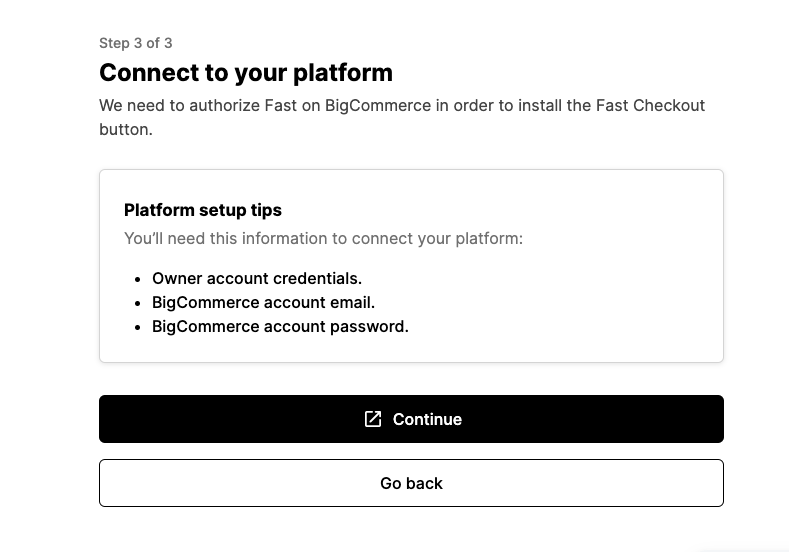 Step 3 of 3
Connect to your platform
We need to authorize Fast on BigCommerce in order to install the Fast Checkout
button.
Platform setup tips
You’ll need this information to connect your platform:
• Owner account credentials.
• BigCommerce account email.
• BigCommerce account password.
Continue
Go back